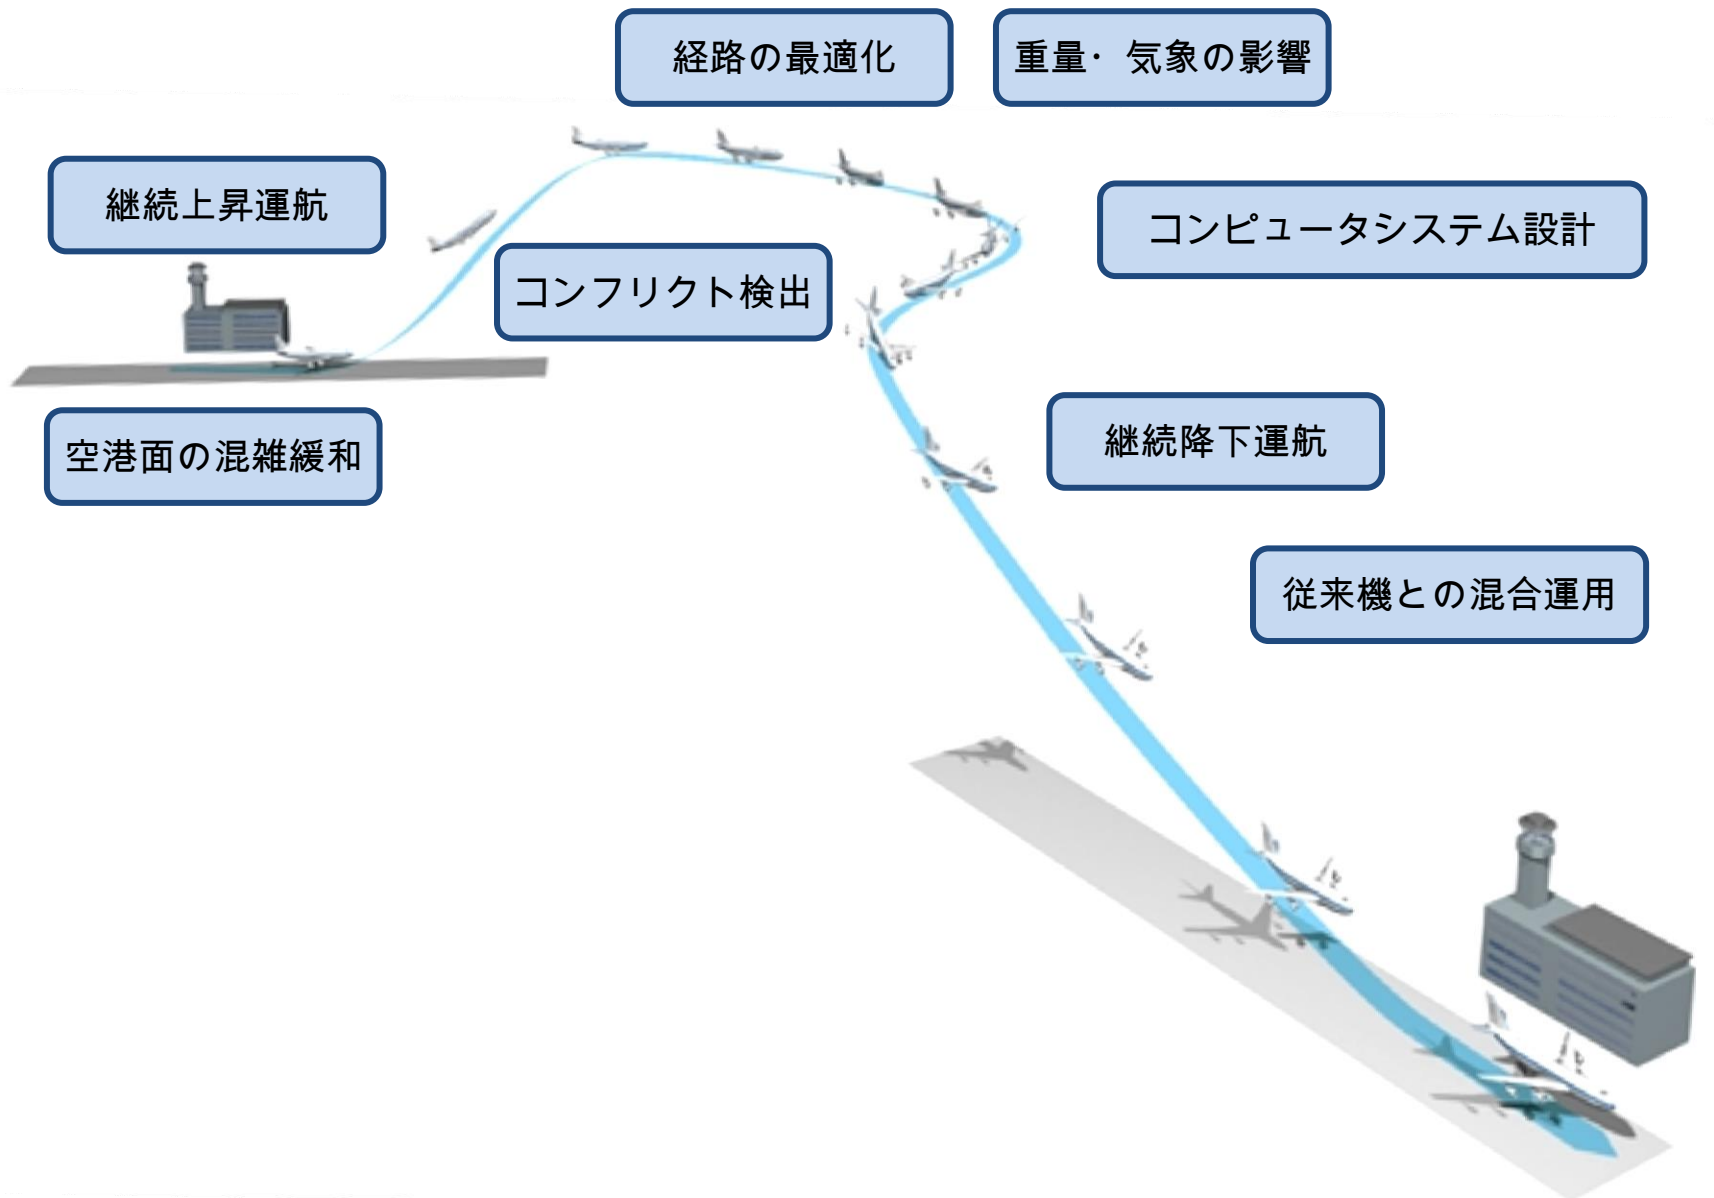 経路の最適化
重量・気象の影響
継続上昇運航
コンピュータシステム設計
コンフリクト検出
継続降下運航
空港面の混雑緩和
従来機との混合運用